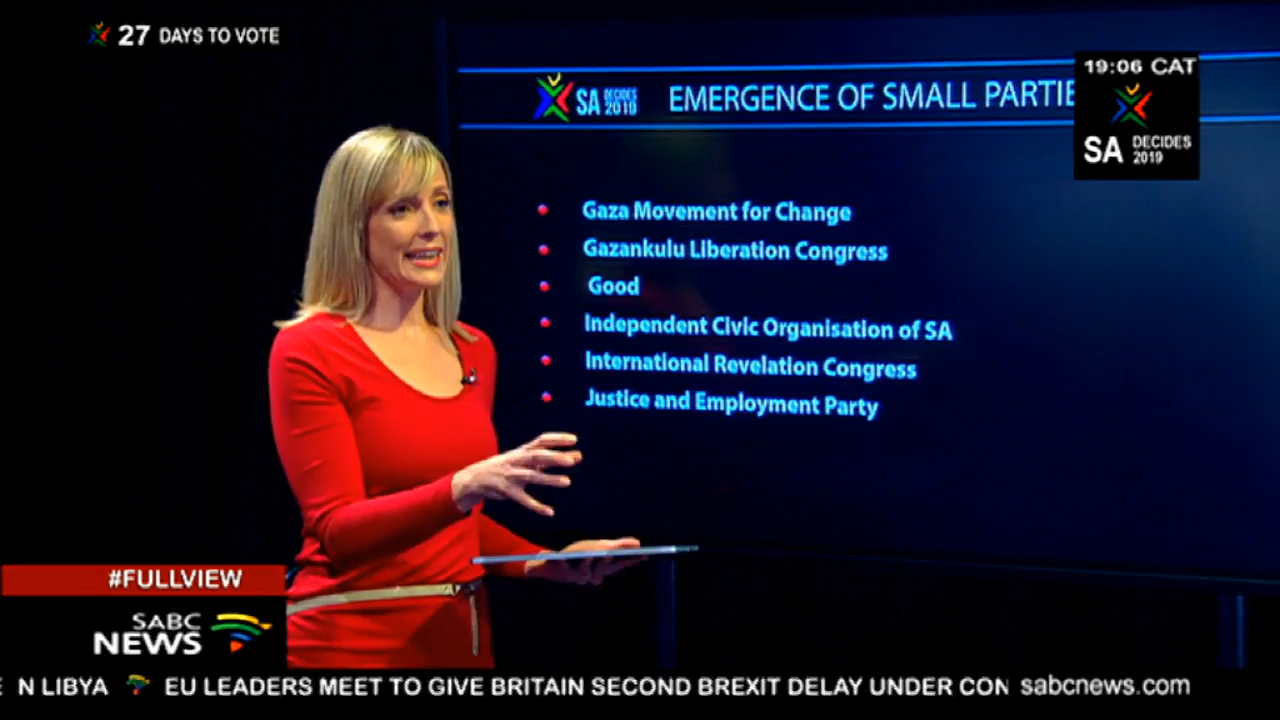 27 DAYS TO VOTE
19:06 CAT
SA DECIDES 2019
SA DECIDES 2019
EMERGENCE OF SMALL PARTIE
Gaza Movement for Change
Gazankulu Liberation Congress
Good
Independent Civic Organisation of SA
International Revelation Congress
Justice and Employment Party
#FULLVIEW
SABC
NEWS
N LIBYA EU LEADERS MEET TO GIVE BRITAIN SECOND BREXIT DELAY UNDER CON sabcnews.com